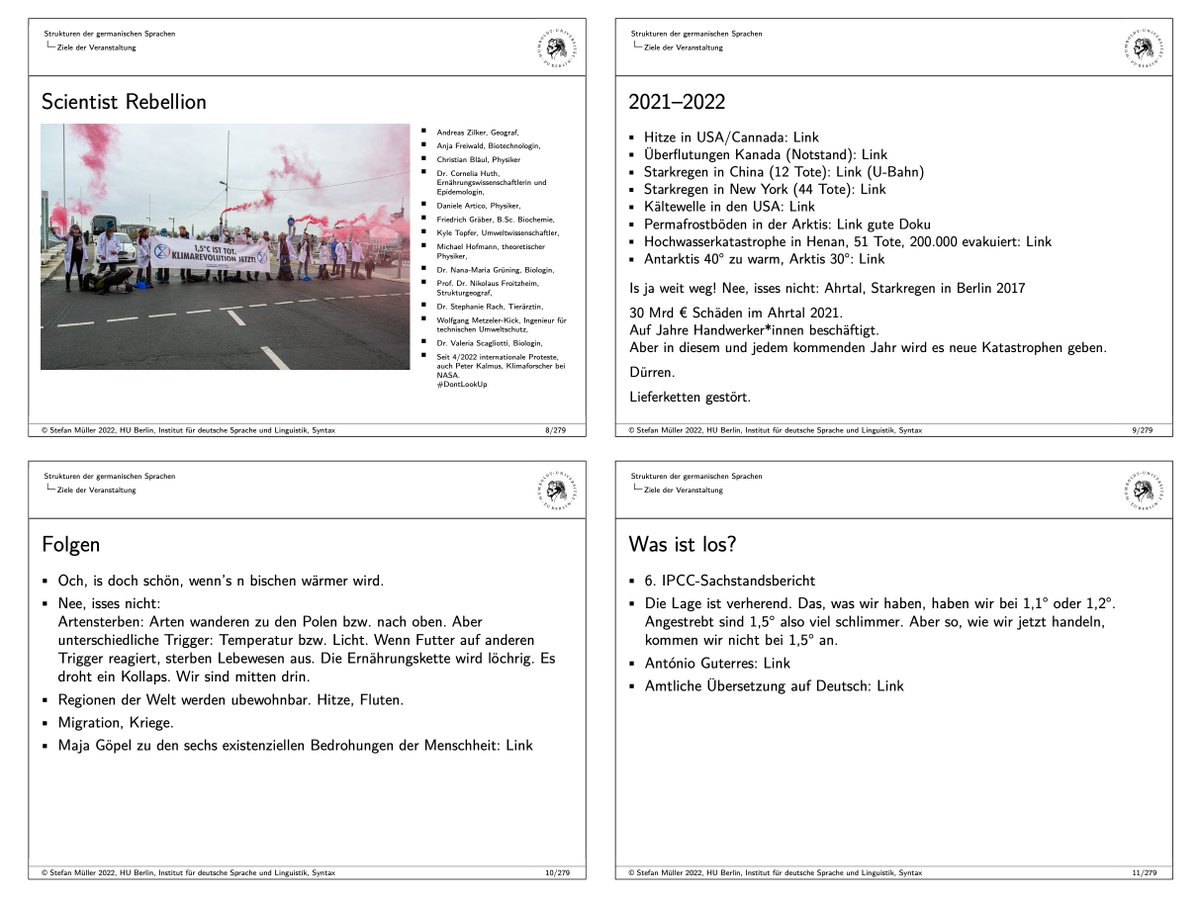 Strukturen der germanischen Sprachen
Ziele der Veranstaltung
HUMBOLDT-UNIVERSITÄT ZU BERLIN
Scientist Rebellion
1,5°C IST TOT.
KLIMAREVOLUTION JETZT!
Andreas Zilker, Geograf,
Anja Freiwald, Biotechnologin,
Christian Bläul, Physiker
Dr. Cornelia Huth,
Ernährungswissenschaftlerin und
Epidemologin,
Daniele Artico, Physiker,
Friedrich Gräber, B.Sc. Biochemie,
Kyle Topfer, Umweltwissenschaftler,
Michael Hofmann, theoretischer
Physiker,
Dr. Nana-Maria Grüning, Biologin,
Prof. Dr. Nikolaus Froitzheim,
Strukturgeograf,
Dr. Stephanie Rach, Tierärztin,
Wolfgang Metzeler-Kick, Ingenieur für
technischen Umweltschutz,
Dr. Valeria Scagliotti, Biologin,
Seit 4/2022 internationale Proteste,
auch Peter Kalmus, Klimaforscher bei
NASA.
#DontLookUp
© Stefan Müller 2022, HU Berlin, Institut für deutsche Sprache und Linguistik, Syntax 8/279
Strukturen der germanischen Sprachen
Ziele der Veranstaltung
HUMBOLDT-UNIVERSITÄT ZU BERLIN
2021–2022
Hitze in USA/Cannada: Link
Überflutungen Kanada (Notstand): Link
Starkregen in China (12 Tote): Link (U-Bahn)
Starkregen in New York (44 Tote): Link
Kältewelle in den USA: Link
Permafrostböden in der Arktis: Link gute Doku
Hochwasserkatastrophe in Henan, 51 Tote, 200.000 evakuiert: Link
Antarktis 40° zu warm, Arktis 30°: Link
Is ja weit weg! Nee, isses nicht: Ahrtal, Starkregen in Berlin 2017
30 Mrd € Schäden im Ahrtal 2021.
Auf Jahre Handwerker*innen beschäftigt.
Aber in diesem und jedem kommenden Jahr wird es neue Katastrophen geben.
Dürren.
Lieferketten gestört.
© Stefan Müller 2022, HU Berlin, Institut für deutsche Sprache und Linguistik, Syntax 9/279
Strukturen der germanischen Sprachen
Ziele der Veranstaltung
HUMBOLDT-UNIVERSITÄT ZU BERLIN
Folgen
Och, is doch schön, wenn's n bischen wärmer wird.
Nee, isses nicht:
Artensterben: Arten wanderen zu den Polen bzw. nach oben. Aber
unterschiedliche Trigger: Temperatur bzw. Licht. Wenn Futter auf anderen
Trigger reagiert, sterben Lebewesen aus. Die Ernährungskette wird löchrig. Es
droht ein Kollaps. Wir sind mitten drin.
Regionen der Welt werden ubewohnbar. Hitze, Fluten.
Migration, Kriege.
Maja Göpel zu den sechs existenziellen Bedrohungen der Menschheit: Link
© Stefan Müller 2022, HU Berlin, Institut für deutsche Sprache und Linguistik, Syntax 10/279
Strukturen der germanischen Sprachen
Ziele der Veranstaltung
HUMBOLDT-UNIVERSITÄT ZU BERLIN
Was ist los?
6. IPCC-Sachstandsbericht
Die Lage ist verherend. Das, was wir haben, haben wir bei 1,1° oder 1,2°.
Angestrebt sind 1,5° also viel schlimmer. Aber so, wie wir jetzt handeln,
kommen wir nicht bei 1,5° an.
António Guterres: Link
Amtliche Übersetzung auf Deutsch: Link
© Stefan Müller 2022, HU Berlin, Institut für deutsche Sprache und Linguistik, Syntax 11/279